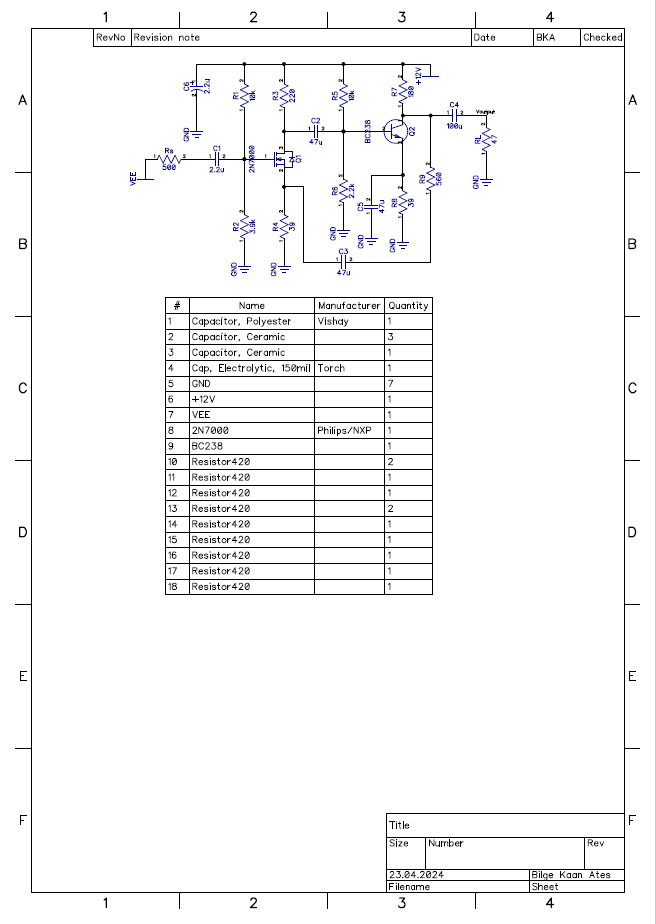 1 2 3 4
RevNo Revision note Date BKA Checked
A A
C6 2.2u
R1 10k
R3 220
R5 10k
R7 180
+12V
C4 100u
Voutput
RL 47
GND
GND
Rs 500
VEE
C1 2.2u
2N7000 Q1
C2 47u
BC238 Q2
R9 560
R6 2.2k
C5 47u
R8 39
R2 3.9k
R4 39
GND
GND
GND
GND
GND
C3 47u
B B
# Name Manufacturer Quantity
1 Capacitor, Polyester Vishay 1
2 Capacitor, Ceramic 3
3 Capacitor, Ceramic 1
4 Cap, Electrolytic, 150mil Torch 1
5 GND 7
6 +12V 1
7 VEE 1
8 2N7000 Philips/NXP 1
9 BC238 1
10 Resistor420 2
11 Resistor420 1
12 Resistor420 1
13 Resistor420 2
14 Resistor420 1
15 Resistor420 1
16 Resistor420 1
17 Resistor420 1
18 Resistor420 1
C C
D D
E E
F F
Title
Size Number Rev
23.04.2024 Bilge Kaan Ates
Filename Sheet
1 2 3 4